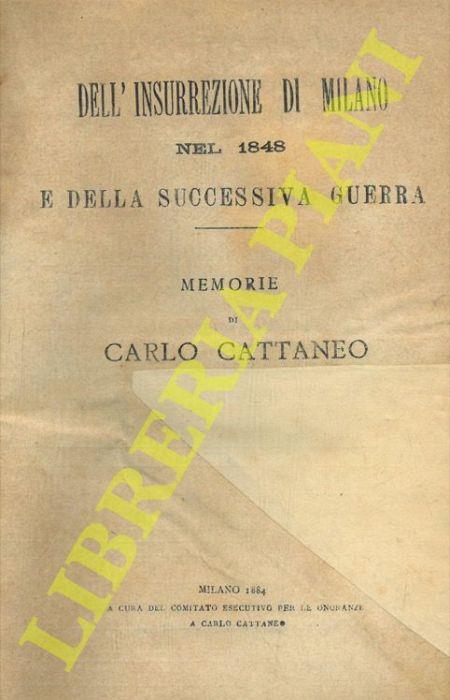 DELL'INSURREZIONE DI MILANO
NEL 1848
E DELLA SUCCESSIVA GUERRA
MEMORIE
DI
CARLO CATTANEO
MILANO 1884
A CURA DEL COMITATO ESECUTIVO PER LE ONORANZE
A CARLO CATTANEO
LIBRERIA PIANI